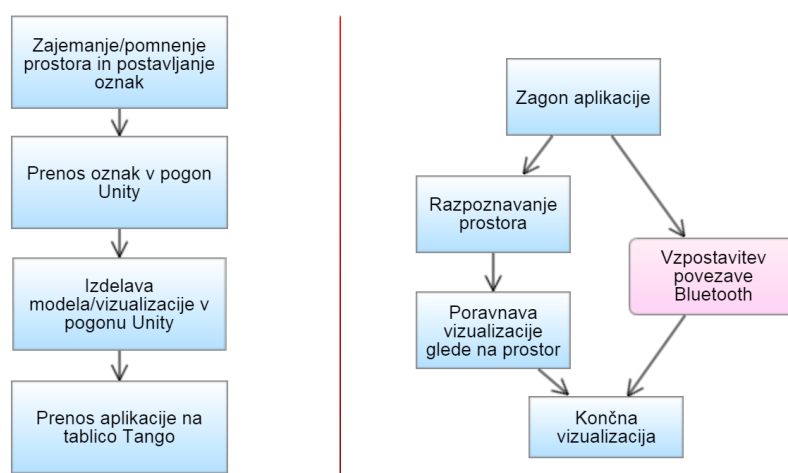 Zajemanje/pomnenje
prostora in postavljanje
oznak
Prenos oznak v pogon
Unity
Izdelava
modela/vizualizacije v
pogonu Unity
Prenos aplikacije na
tablico Tango
Zagon aplikacije
Razpoznavanje
prostora
Vzpostavitev
povezave
Bluetooth
Poravnava
vizualizacije
glede na prostor
Končna
vizualizacija